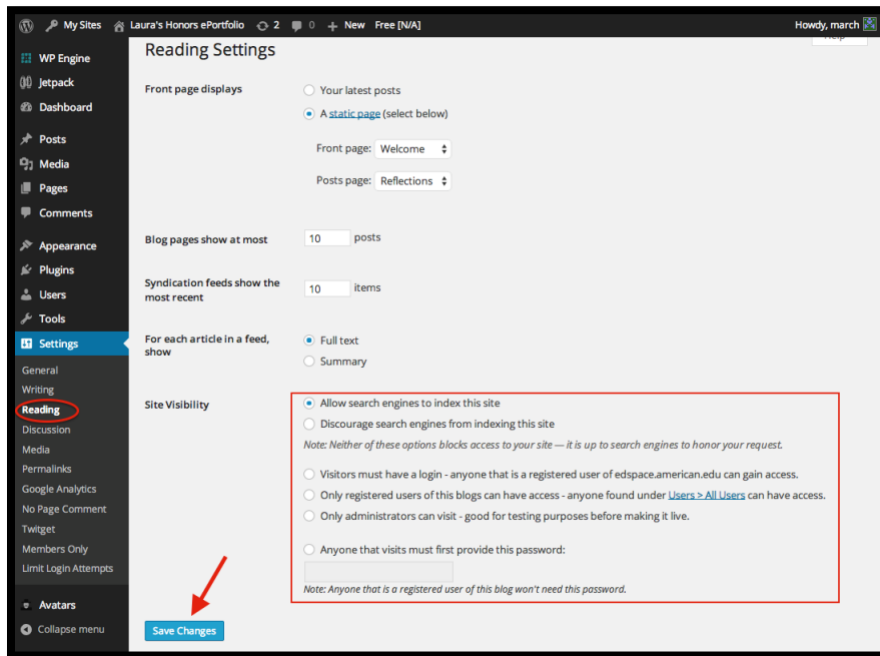 My Sites Laura's Honors ePortfolio 2 0 + New Free [N/A] Howdy, march
WP Engine
Jetpack
Dashboard
Posts
Media
Pages
Comments
Appearance
Plugins
Users
Tools
Settings
General
Writing
Reading
Discussion
Media
Permalinks
Google Analytics
No Page Comment
Twitget
Members Only
Limit Login Attempts
Avatars
Collapse menu
Help
Reading Settings
Front page displays
Your latest posts
A static page (select below)
Front page: Welcome
Posts page: Reflections
Blog pages show at most
10 posts
Syndication feeds show the
most recent
10 items
For each article in a feed,
show
Full text
Summary
Site Visibility
Allow search engines to index this site
Discourage search engines from indexing this site
Note: Neither of these options blocks access to your site — it is up to search engines to honor your request.
Visitors must have a login - anyone that is a registered user of edspace.american.edu can gain access.
Only registered users of this blogs can have access - anyone found under Users > All Users can have access.
Only administrators can visit - good for testing purposes before making it live.
Anyone that visits must first provide this password:
Note: Anyone that is a registered user of this blog won't need this password.
Save Changes